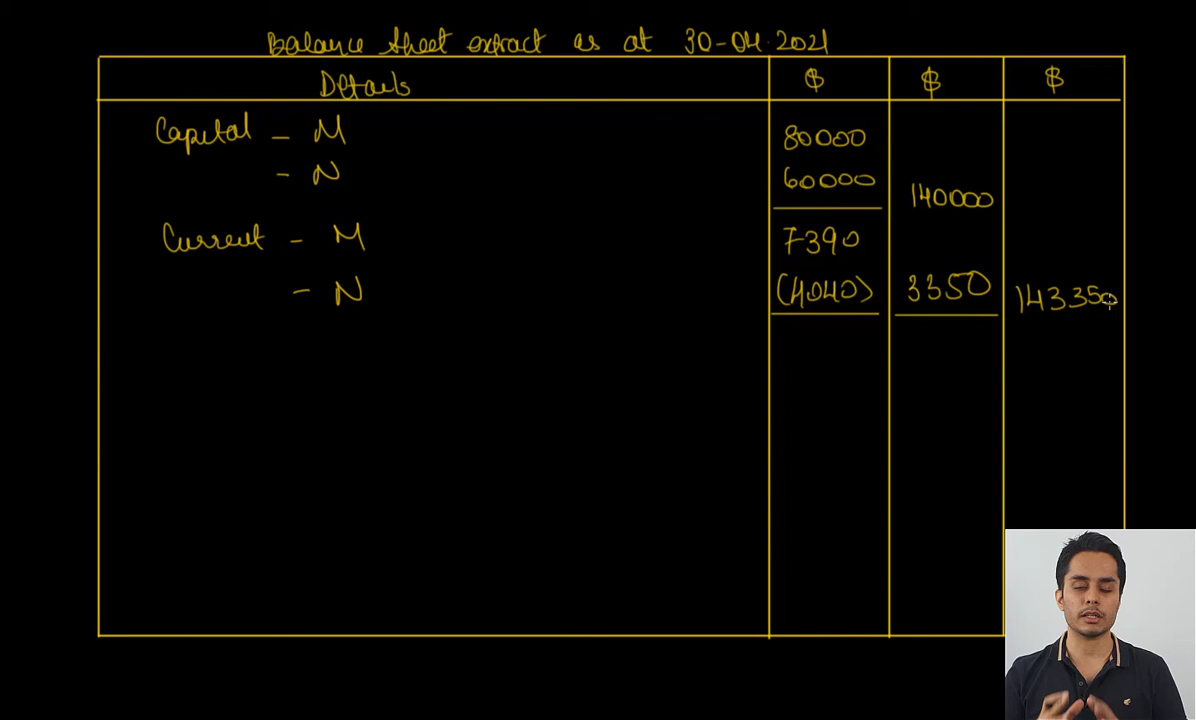 Balance Sheet extract as at 30-04-2021
Details $ $ $
Capital - M 80000
- N 60000 140000
Current - M 7390
- N (4040) 3350 143350